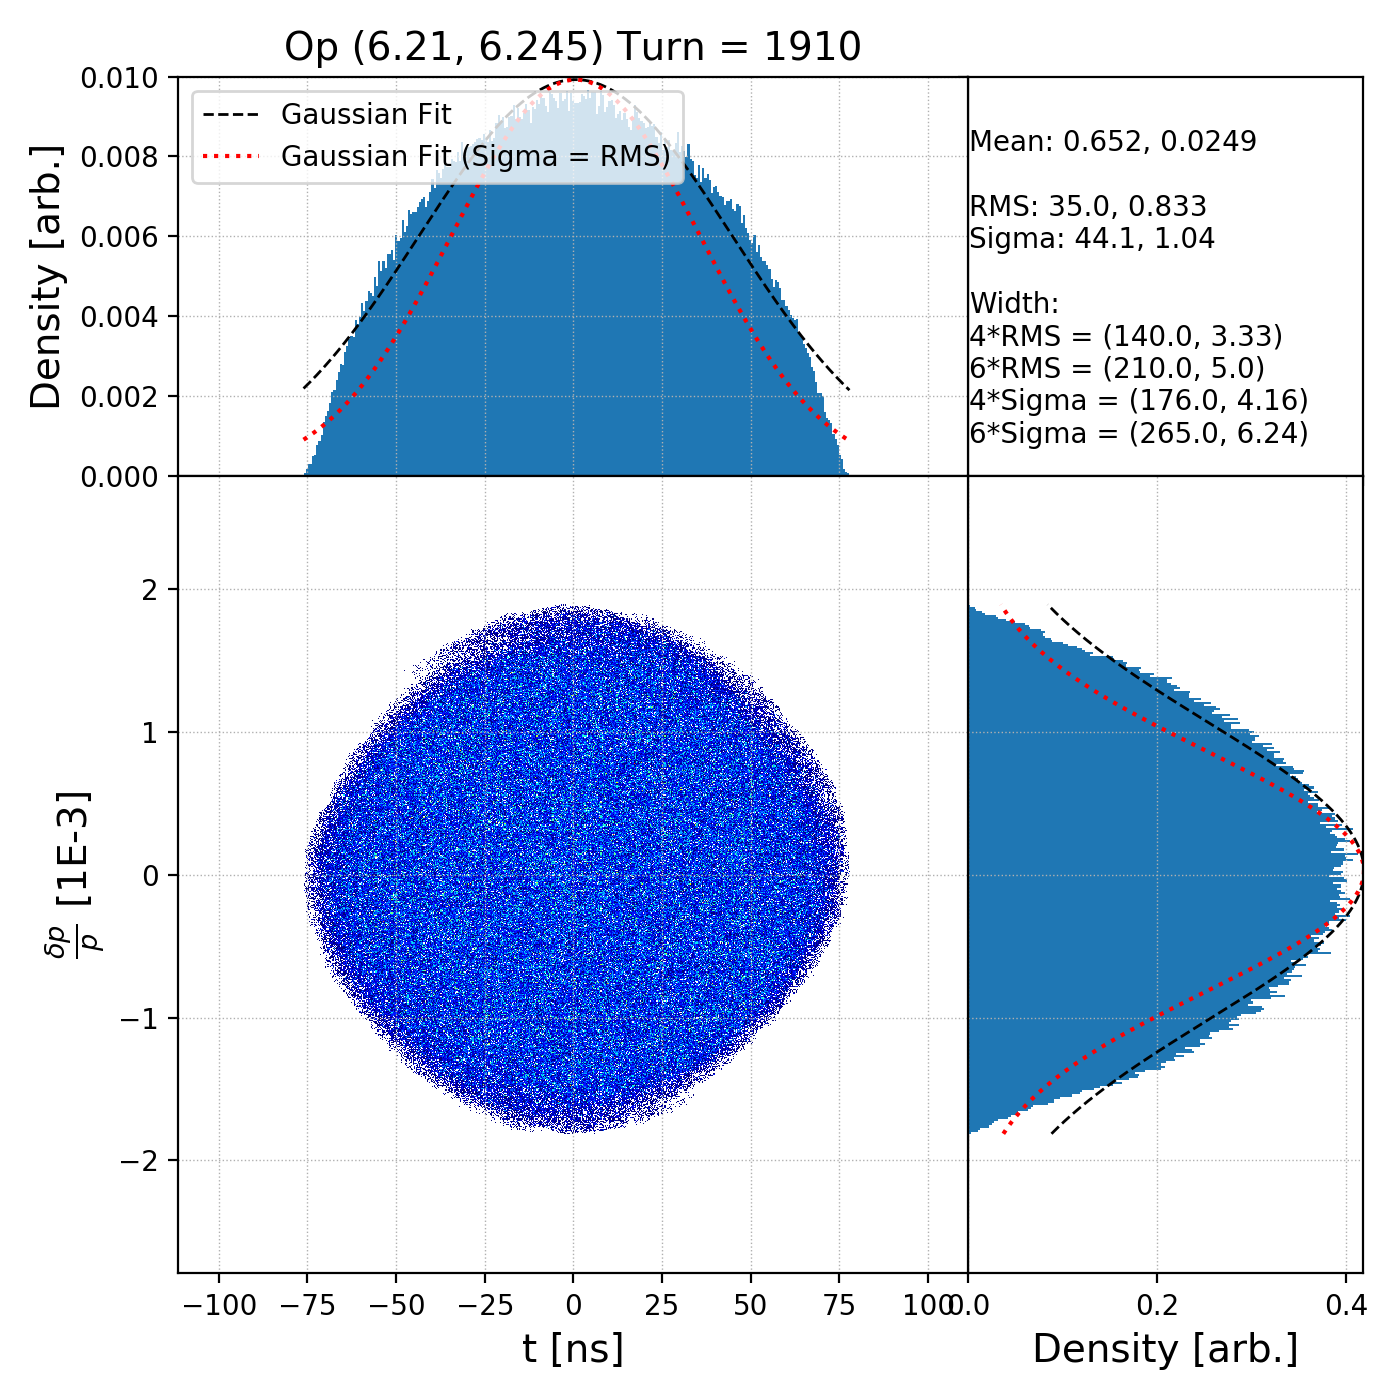 Op (6.21, 6.245) Turn = 1910
0.010
0.008
0.006
0.004
0.002
0.000
Density [arb.]
Gaussian Fit
Gaussian Fit (Sigma = RMS)
Mean: 0.652, 0.0249
RMS: 35.0, 0.833
Sigma: 44.1, 1.04
Width:
4*RMS = (140.0, 3.33)
6*RMS = (210.0, 5.0)
4*Sigma = (176.0, 4.16)
6*Sigma = (265.0, 6.24)
2
1
0
−1
−2
δp/p [1E-3]
−100 −75 −50 −25 0 25 50 75 100
t [ns]
0.0 0.2 0.4
Density [arb.]